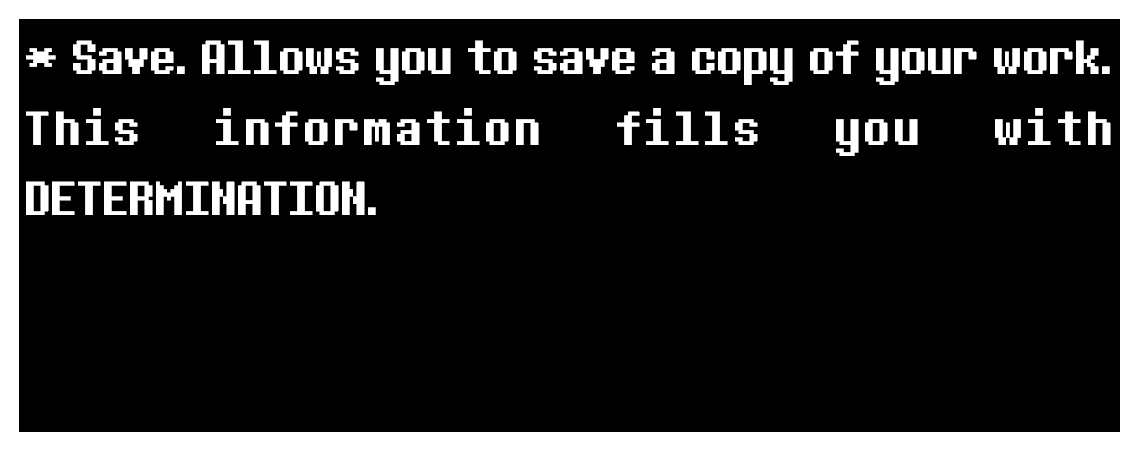 * Save. Allows you to save a copy of your work.
This information fills you with
DETERMINATION.